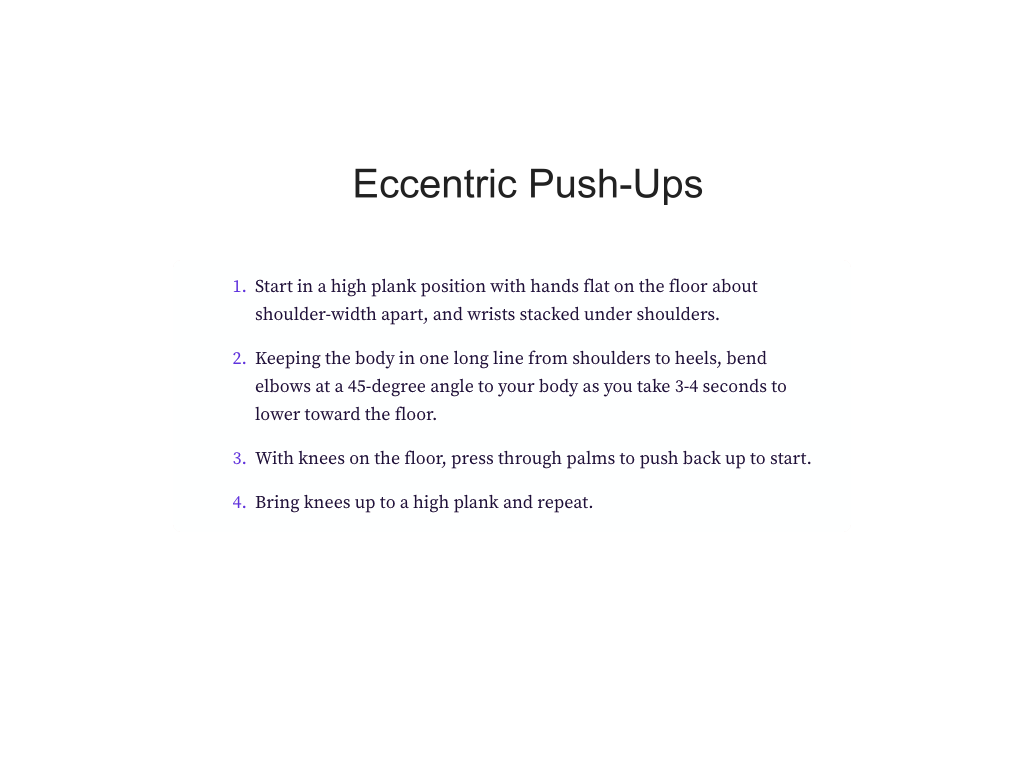 Eccentric Push-Ups
1. Start in a high plank position with hands flat on the floor about
shoulder-width apart, and wrists stacked under shoulders.
2. Keeping the body in one long line from shoulders to heels, bend
elbows at a 45-degree angle to your body as you take 3-4 seconds to
lower toward the floor.
3. With knees on the floor, press through palms to push back up to start.
4. Bring knees up to a high plank and repeat.